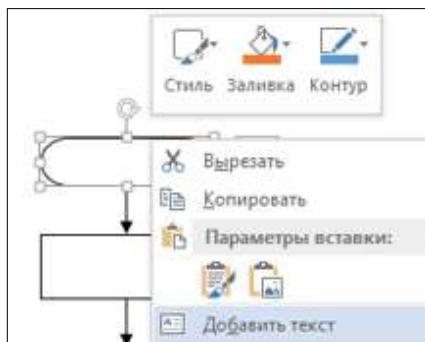 Стиль Заливка Контур
Вырезать
Копировать
Параметры вставки:
Добавить текст